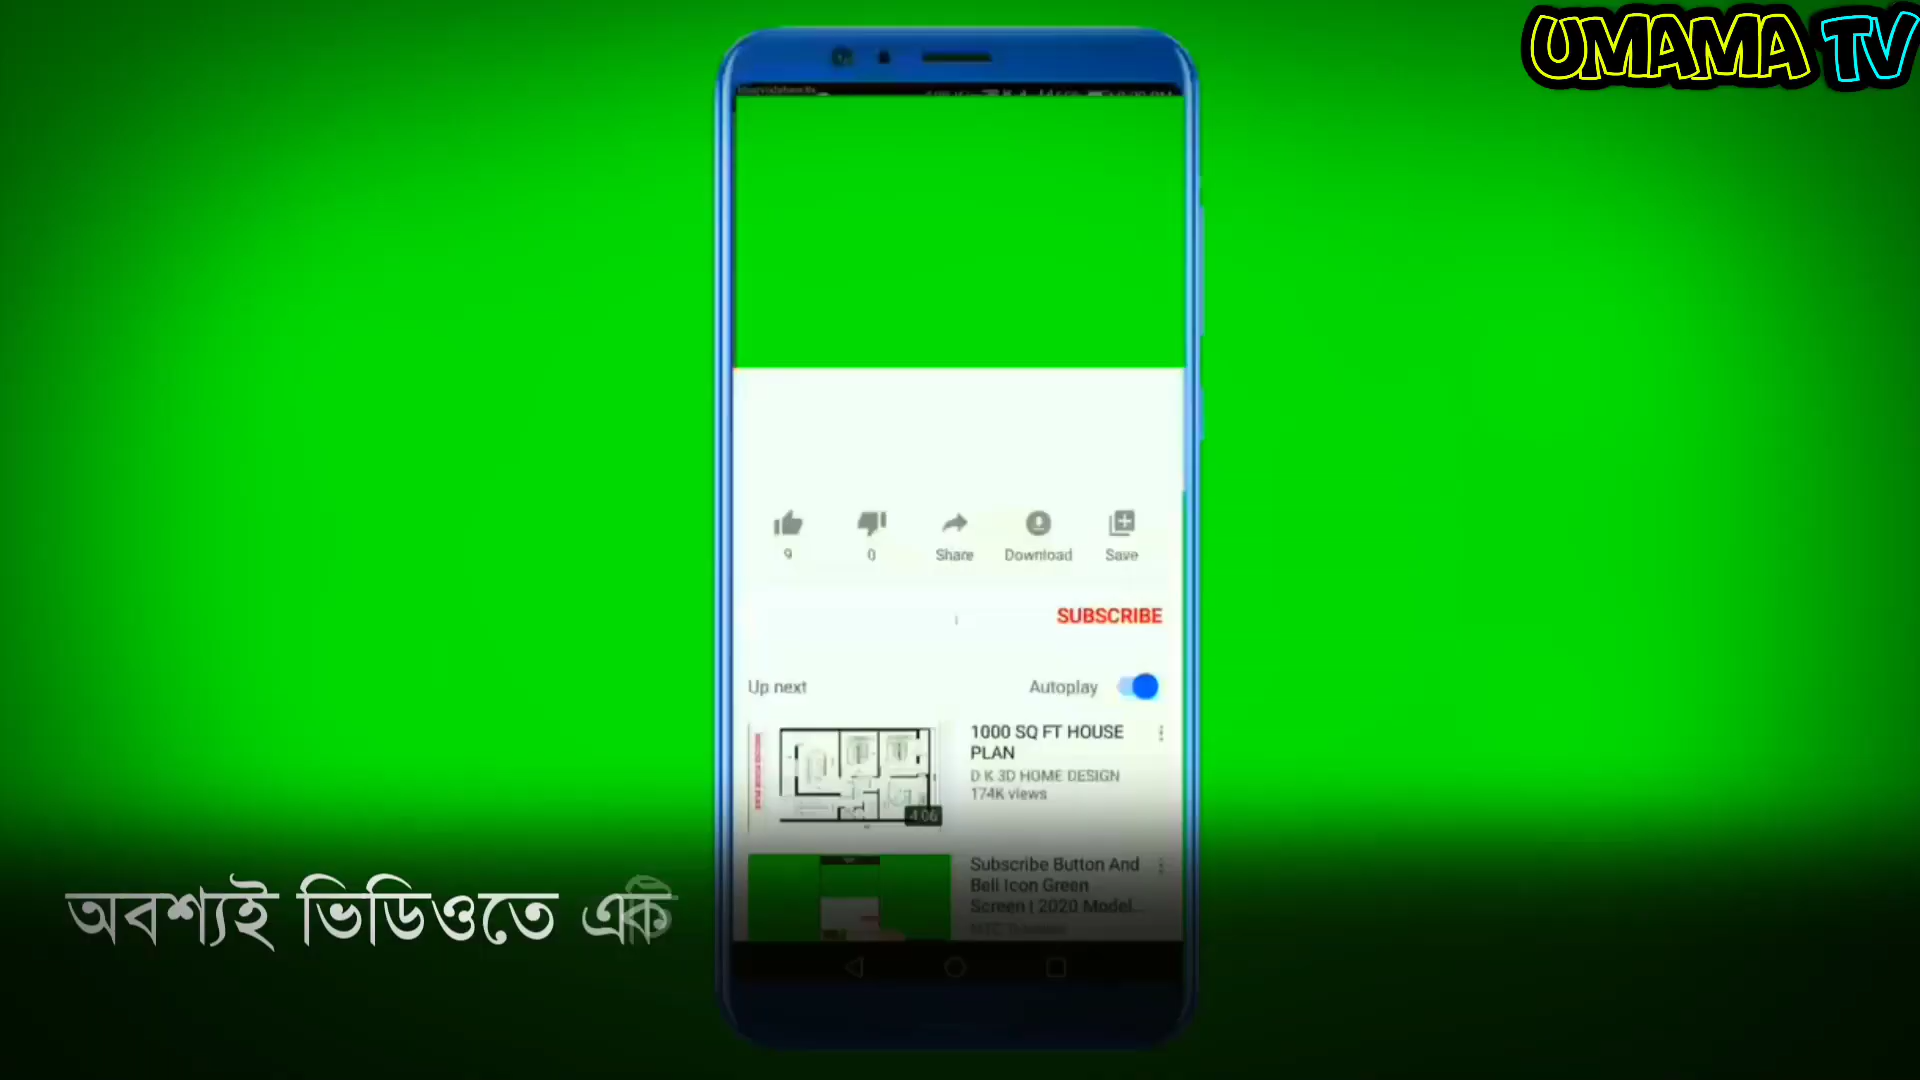 UMAMA TV
9
0
Share
Download
Save
SUBSCRIBE
Up next
Autoplay
1000 SQ FT HOUSE
PLAN
D K 3D HOME DESIGN
174K views
4:06
Subscribe Button And
Bell Icon Green
Screen | 2020 Model...
অবশ্যই ভিডিওতে একটি